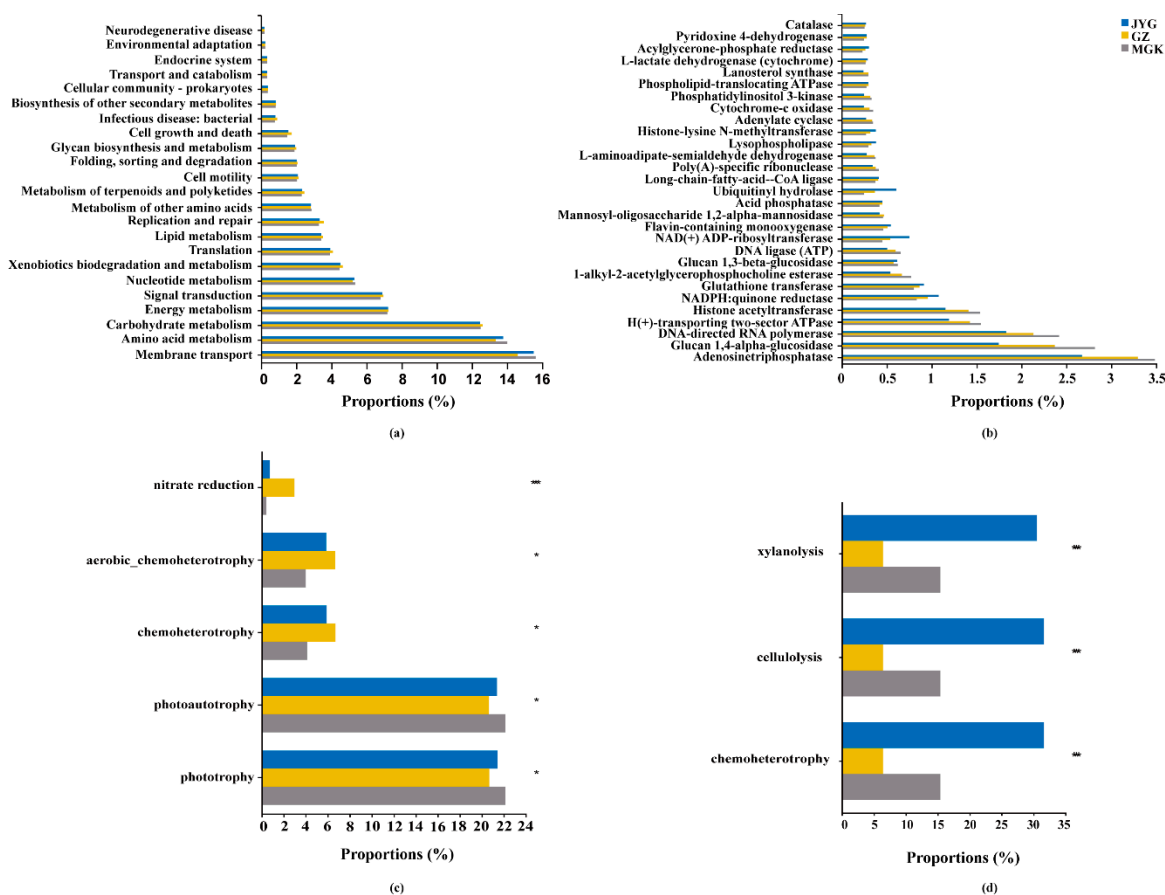 Neurodegenerative disease
Environmental adaptation
Endocrine system
Transport and catabolism
Cellular community - prokaryotes
Biosynthesis of other secondary metabolites
Infectious disease: bacterial
Cell growth and death
Glycan biosynthesis and metabolism
Folding, sorting and degradation
Cell motility
Metabolism of terpenoids and polyketides
Metabolism of other amino acids
Replication and repair
Lipid metabolism
Translation
Xenobiotics biodegradation and metabolism
Nucleotide metabolism
Signal transduction
Energy metabolism
Carbohydrate metabolism
Amino acid metabolism
Membrane transport
0 2 4 6 8 10 12 14 16
Proportions (%)
(a)
Catalase
Pyridoxine 4-dehydrogenase
Acylglycerone-phosphate reductase
L-lactate dehydrogenase (cytochrome)
Lanosterol synthase
Phospholipid-translocating ATPase
Phosphatidylinositol 3-kinase
Cytochrome-c oxidase
Adenylate cyclase
Histone-lysine N-methyltransferase
Lysophospholipase
L-aminoadipate-semialdehyde dehydrogenase
Poly(A)-specific ribonuclease
Long-chain-fatty-acid--CoA ligase
Ubiquitinyl hydrolase
Acid phosphatase
Mannosyl-oligosaccharide 1,2-alpha-mannosidase
Flavin-containing monooxygenase
NAD(+) ADP-ribosyltransferase
DNA ligase (ATP)
Glucan 1,3-beta-glucosidase
1-alkyl-2-acetylglycerophosphocholine esterase
Glutathione transferase
NADPH:quinone reductase
Histone acetyltransferase
H(+)-transporting two-sector ATPase
DNA-directed RNA polymerase
Glucan 1,4-alpha-glucosidase
Adenosinetriphosphatase
0 0.5 1 1.5 2 2.5 3 3.5
Proportions (%)
(b)
JYG
GZ
MGK
nitrate reduction ***
aerobic_chemoheterotrophy *
chemoheterotrophy *
photoautotrophy *
phototrophy *
0 2 4 6 8 10 12 14 16 18 20 22 24
Proportions (%)
(c)
xylanolysis ***
cellulolysis ***
chemoheterotrophy ***
0 5 10 15 20 25 30 35
Proportions (%)
(d)